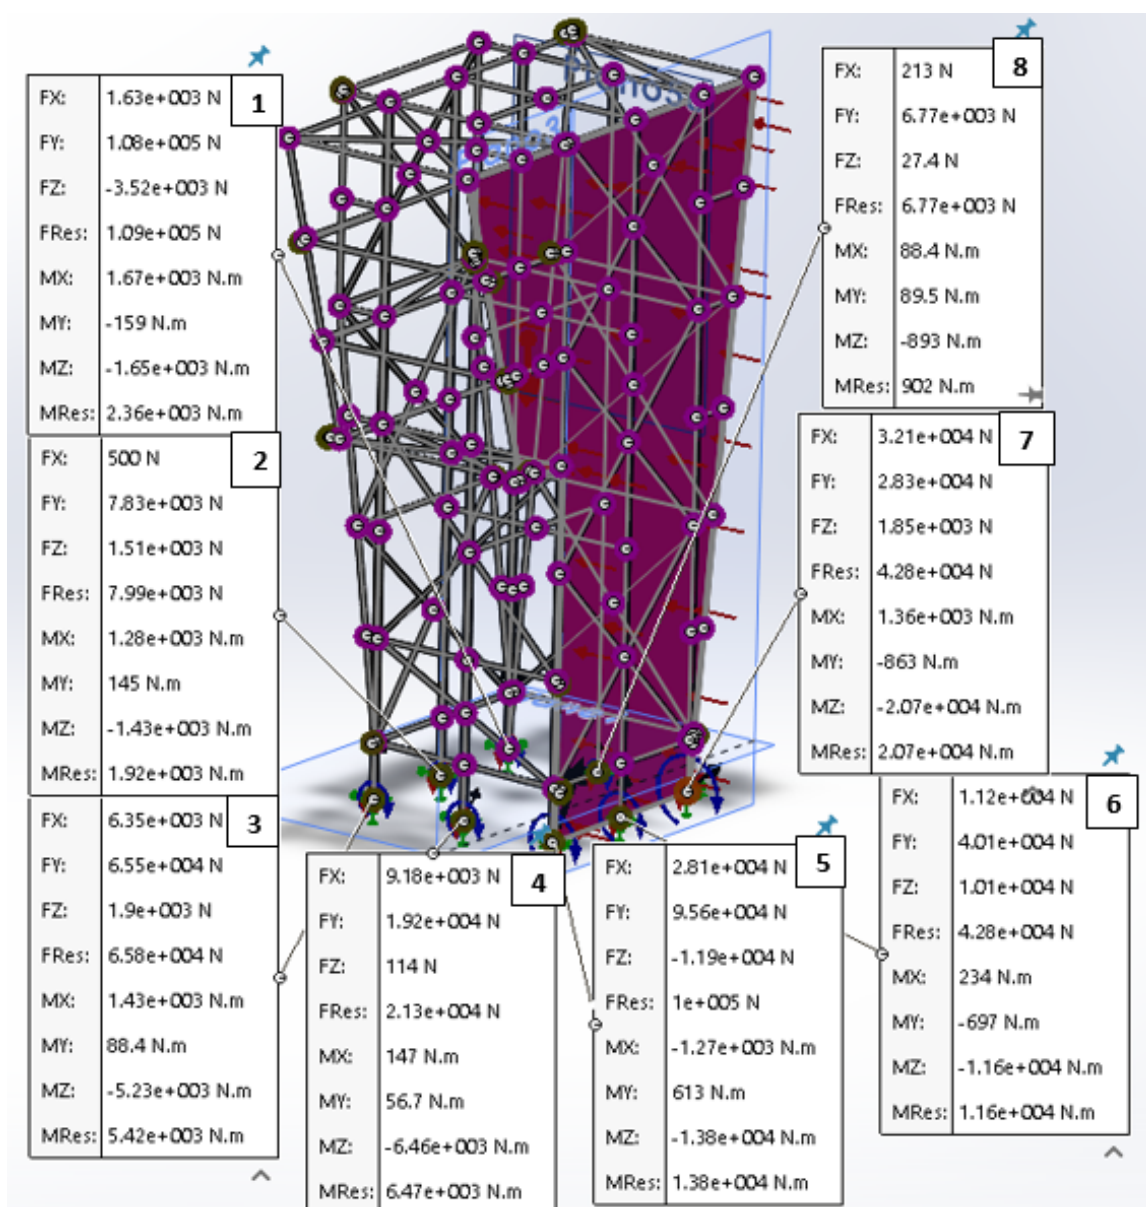 1
FX: 1.63e+003 N
FY: 1.08e+005 N
FZ: -3.52e+003 N
FRes: 1.09e+005 N
MX: 1.67e+003 N.m
MY: -159 N.m
MZ: -1.65e+003 N.m
MRes: 2.36e+003 N.m
2
FX: 500 N
FY: 7.83e+003 N
FZ: 1.51e+003 N
FRes: 7.99e+003 N
MX: 1.28e+003 N.m
MY: 145 N.m
MZ: -1.43e+003 N.m
MRes: 1.92e+003 N.m
3
FX: 6.35e+003 N
FY: 6.55e+004 N
FZ: 1.9e+003 N
FRes: 6.58e+004 N
MX: 1.43e+003 N.m
MY: 88.4 N.m
MZ: -5.23e+003 N.m
MRes: 5.42e+003 N.m
4
FX: 9.18e+003 N
FY: 1.92e+004 N
FZ: 114 N
FRes: 2.13e+004 N
MX: 147 N.m
MY: 56.7 N.m
MZ: -6.46e+003 N.m
MRes: 6.47e+003 N.m
5
FX: 2.81e+004 N
FY: 9.56e+004 N
FZ: -1.19e+004 N
FRes: 1e+005 N
MX: -1.27e+003 N.m
MY: 613 N.m
MZ: -1.38e+004 N.m
MRes: 1.38e+004 N.m
6
FX: 1.12e+004 N
FY: 4.01e+004 N
FZ: 1.01e+004 N
FRes: 4.28e+004 N
MX: 234 N.m
MY: -697 N.m
MZ: -1.16e+004 N.m
MRes: 1.16e+004 N.m
7
FX: 3.21e+004 N
FY: 2.83e+004 N
FZ: 1.85e+003 N
FRes: 4.28e+004 N
MX: 1.36e+003 N.m
MY: -863 N.m
MZ: -2.07e+004 N.m
MRes: 2.07e+004 N.m
8
FX: 213 N
FY: 6.77e+003 N
FZ: 27.4 N
FRes: 6.77e+003 N
MX: 88.4 N.m
MY: 89.5 N.m
MZ: -893 N.m
MRes: 902 N.m